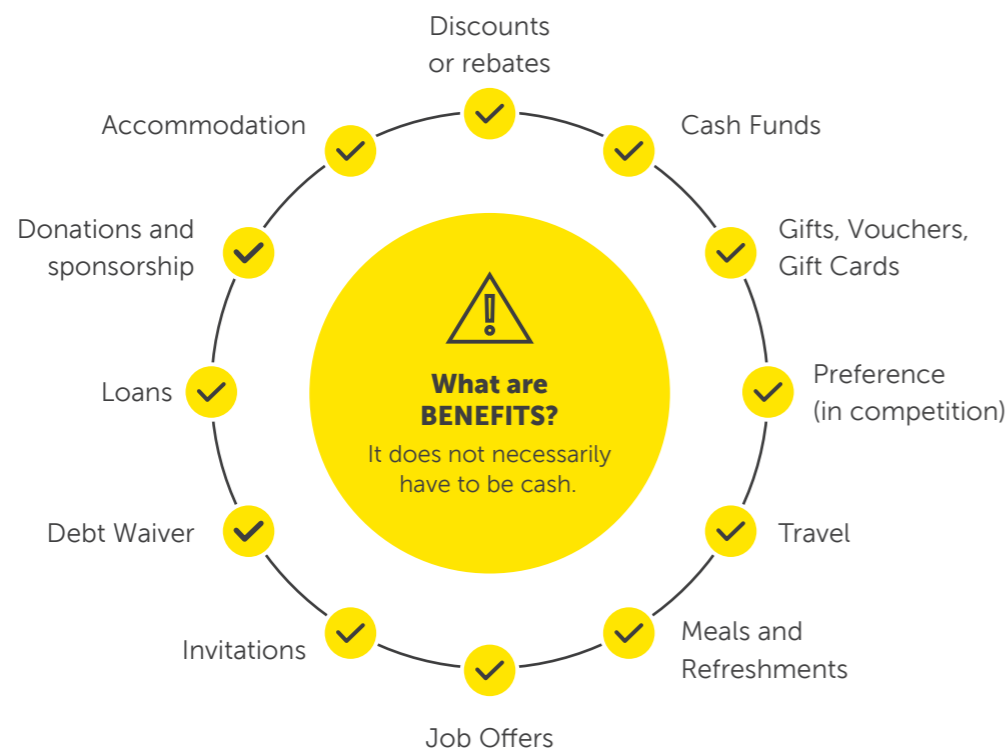 Discounts
or rebates
Cash Funds
Gifts, Vouchers,
Gift Cards
Preference
(in competition)
Travel
Meals and
Refreshments
Job Offers
Invitations
Debt Waiver
Loans
Donations and
sponsorship
Accommodation
What are
BENEFITS?
It does not necessarily
have to be cash.